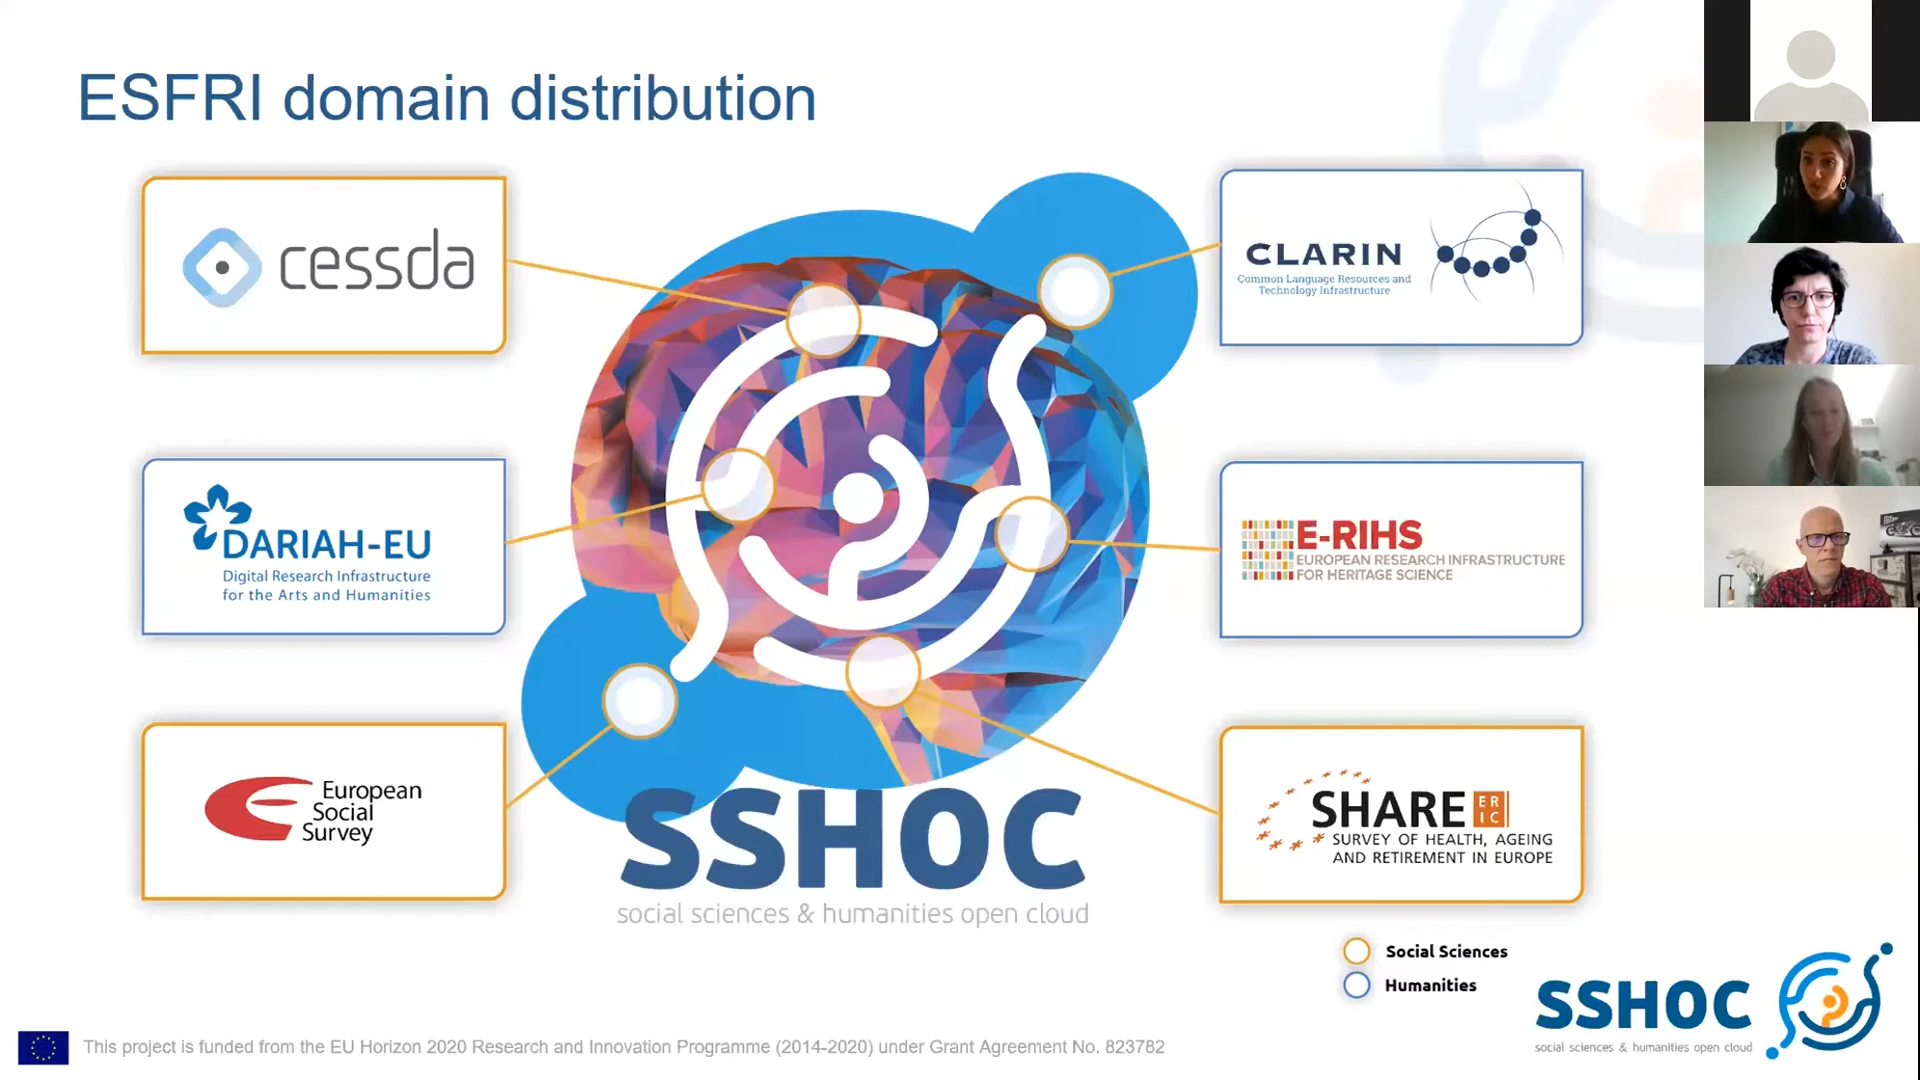 ESFRI domain distribution
cessda
CLARIN
Common Language Resources and
Technology Infrastructure
DARIAH-EU
Digital Research Infrastructure
for the Arts and Humanities
E-RIHS
EUROPEAN RESEARCH INFRASTRUCTURE
FOR HERITAGE SCIENCE
European
Social
Survey
SHARE ERIC
SURVEY OF HEALTH, AGEING
AND RETIREMENT IN EUROPE
SSHOC
social sciences & humanities open cloud
Social Sciences
Humanities
SSHOC
social sciences & humanities open cloud
This project is funded from the EU Horizon 2020 Research and Innovation Programme (2014-2020) under Grant Agreement No. 823782